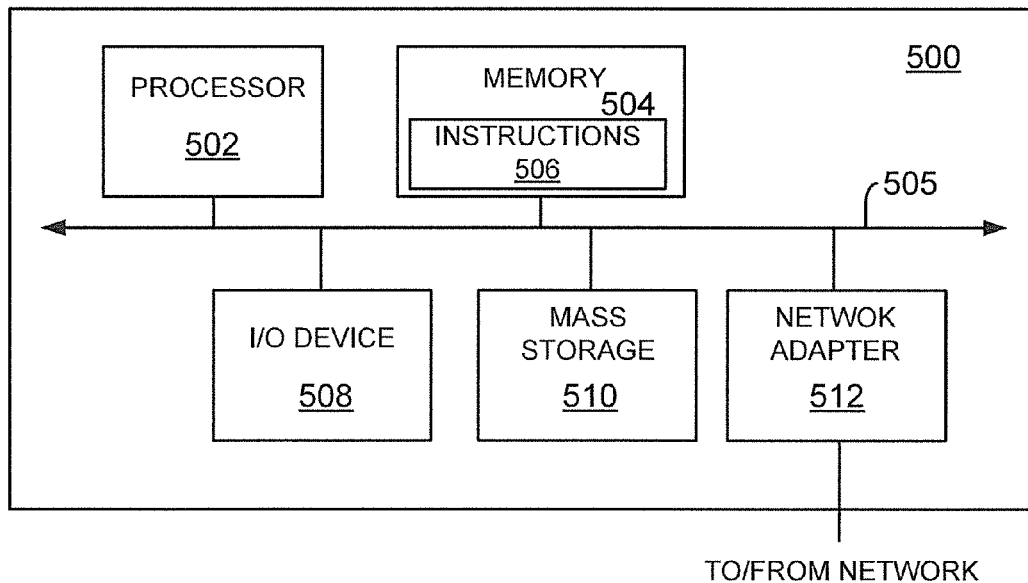 500
PROCESSOR
502
MEMORY
504
INSTRUCTIONS
506
505
I/O DEVICE
508
MASS
STORAGE
510
NETWOK
ADAPTER
512
TO/FROM NETWORK